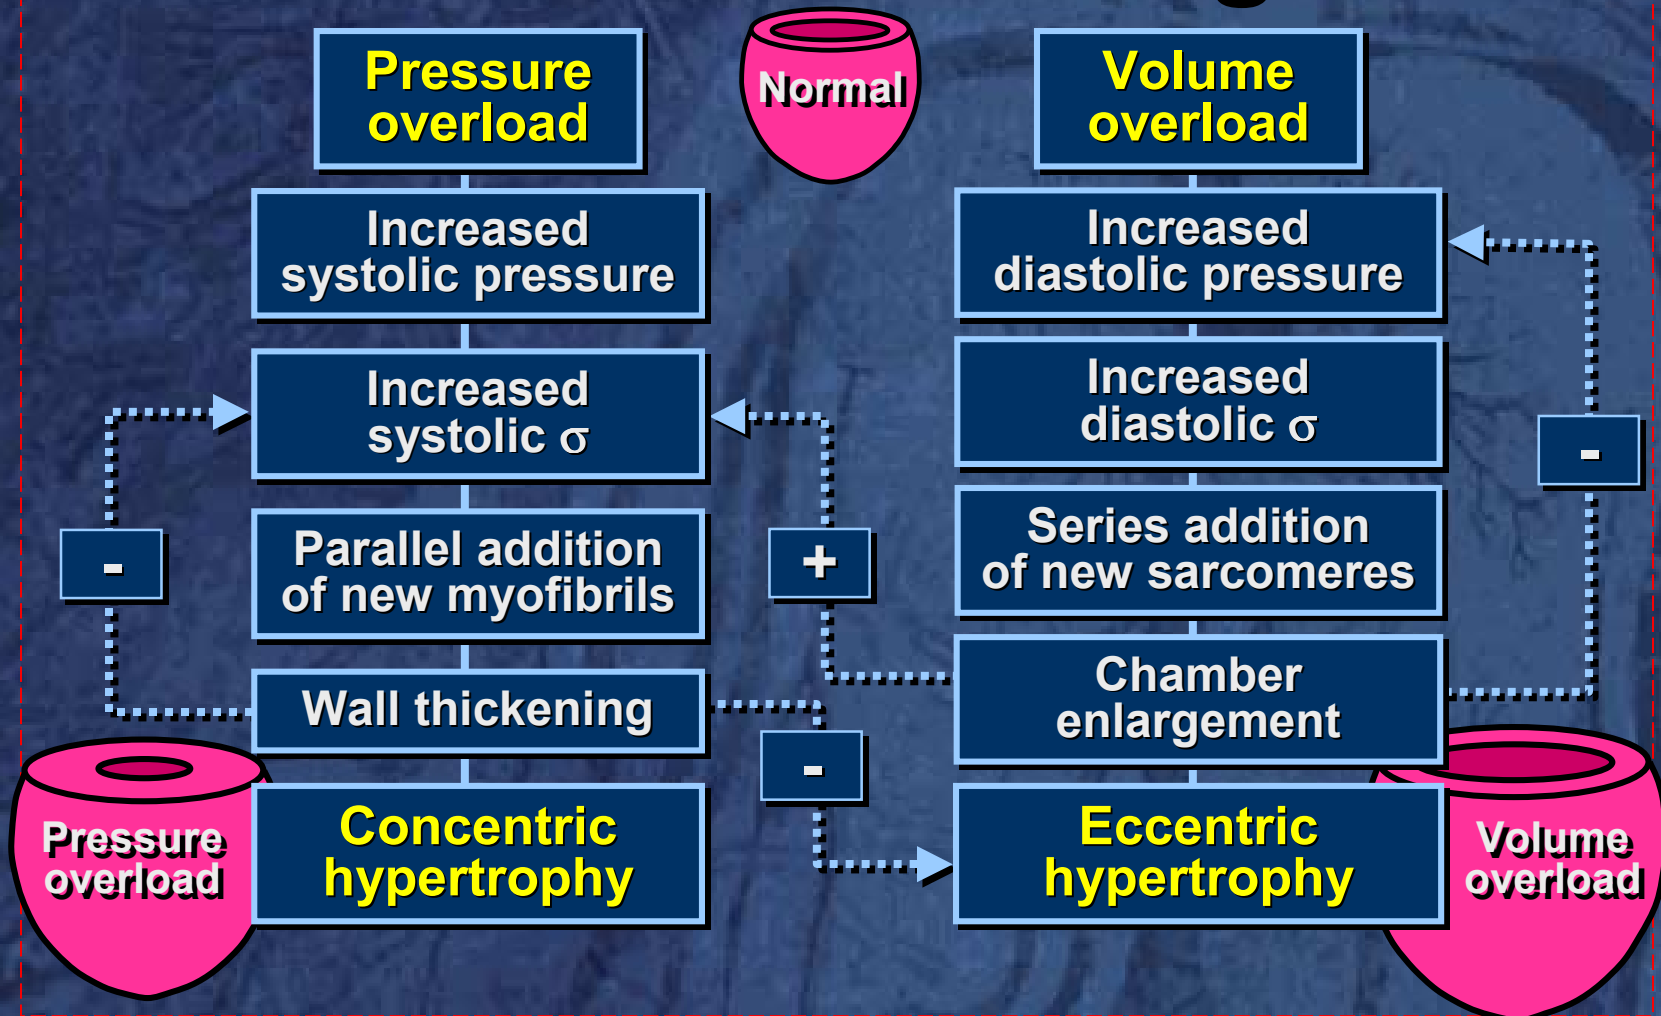 Normal
Pressure
overload
Increased
systolic pressure
Increased
systolic σ
Parallel addition
of new myofibrils
Wall thickening
Concentric
hypertrophy
-
+
-
Volume
overload
Increased
diastolic pressure
Increased
diastolic σ
Series addition
of new sarcomeres
Chamber
enlargement
Eccentric
hypertrophy
-
Pressure
overload
Volume
overload